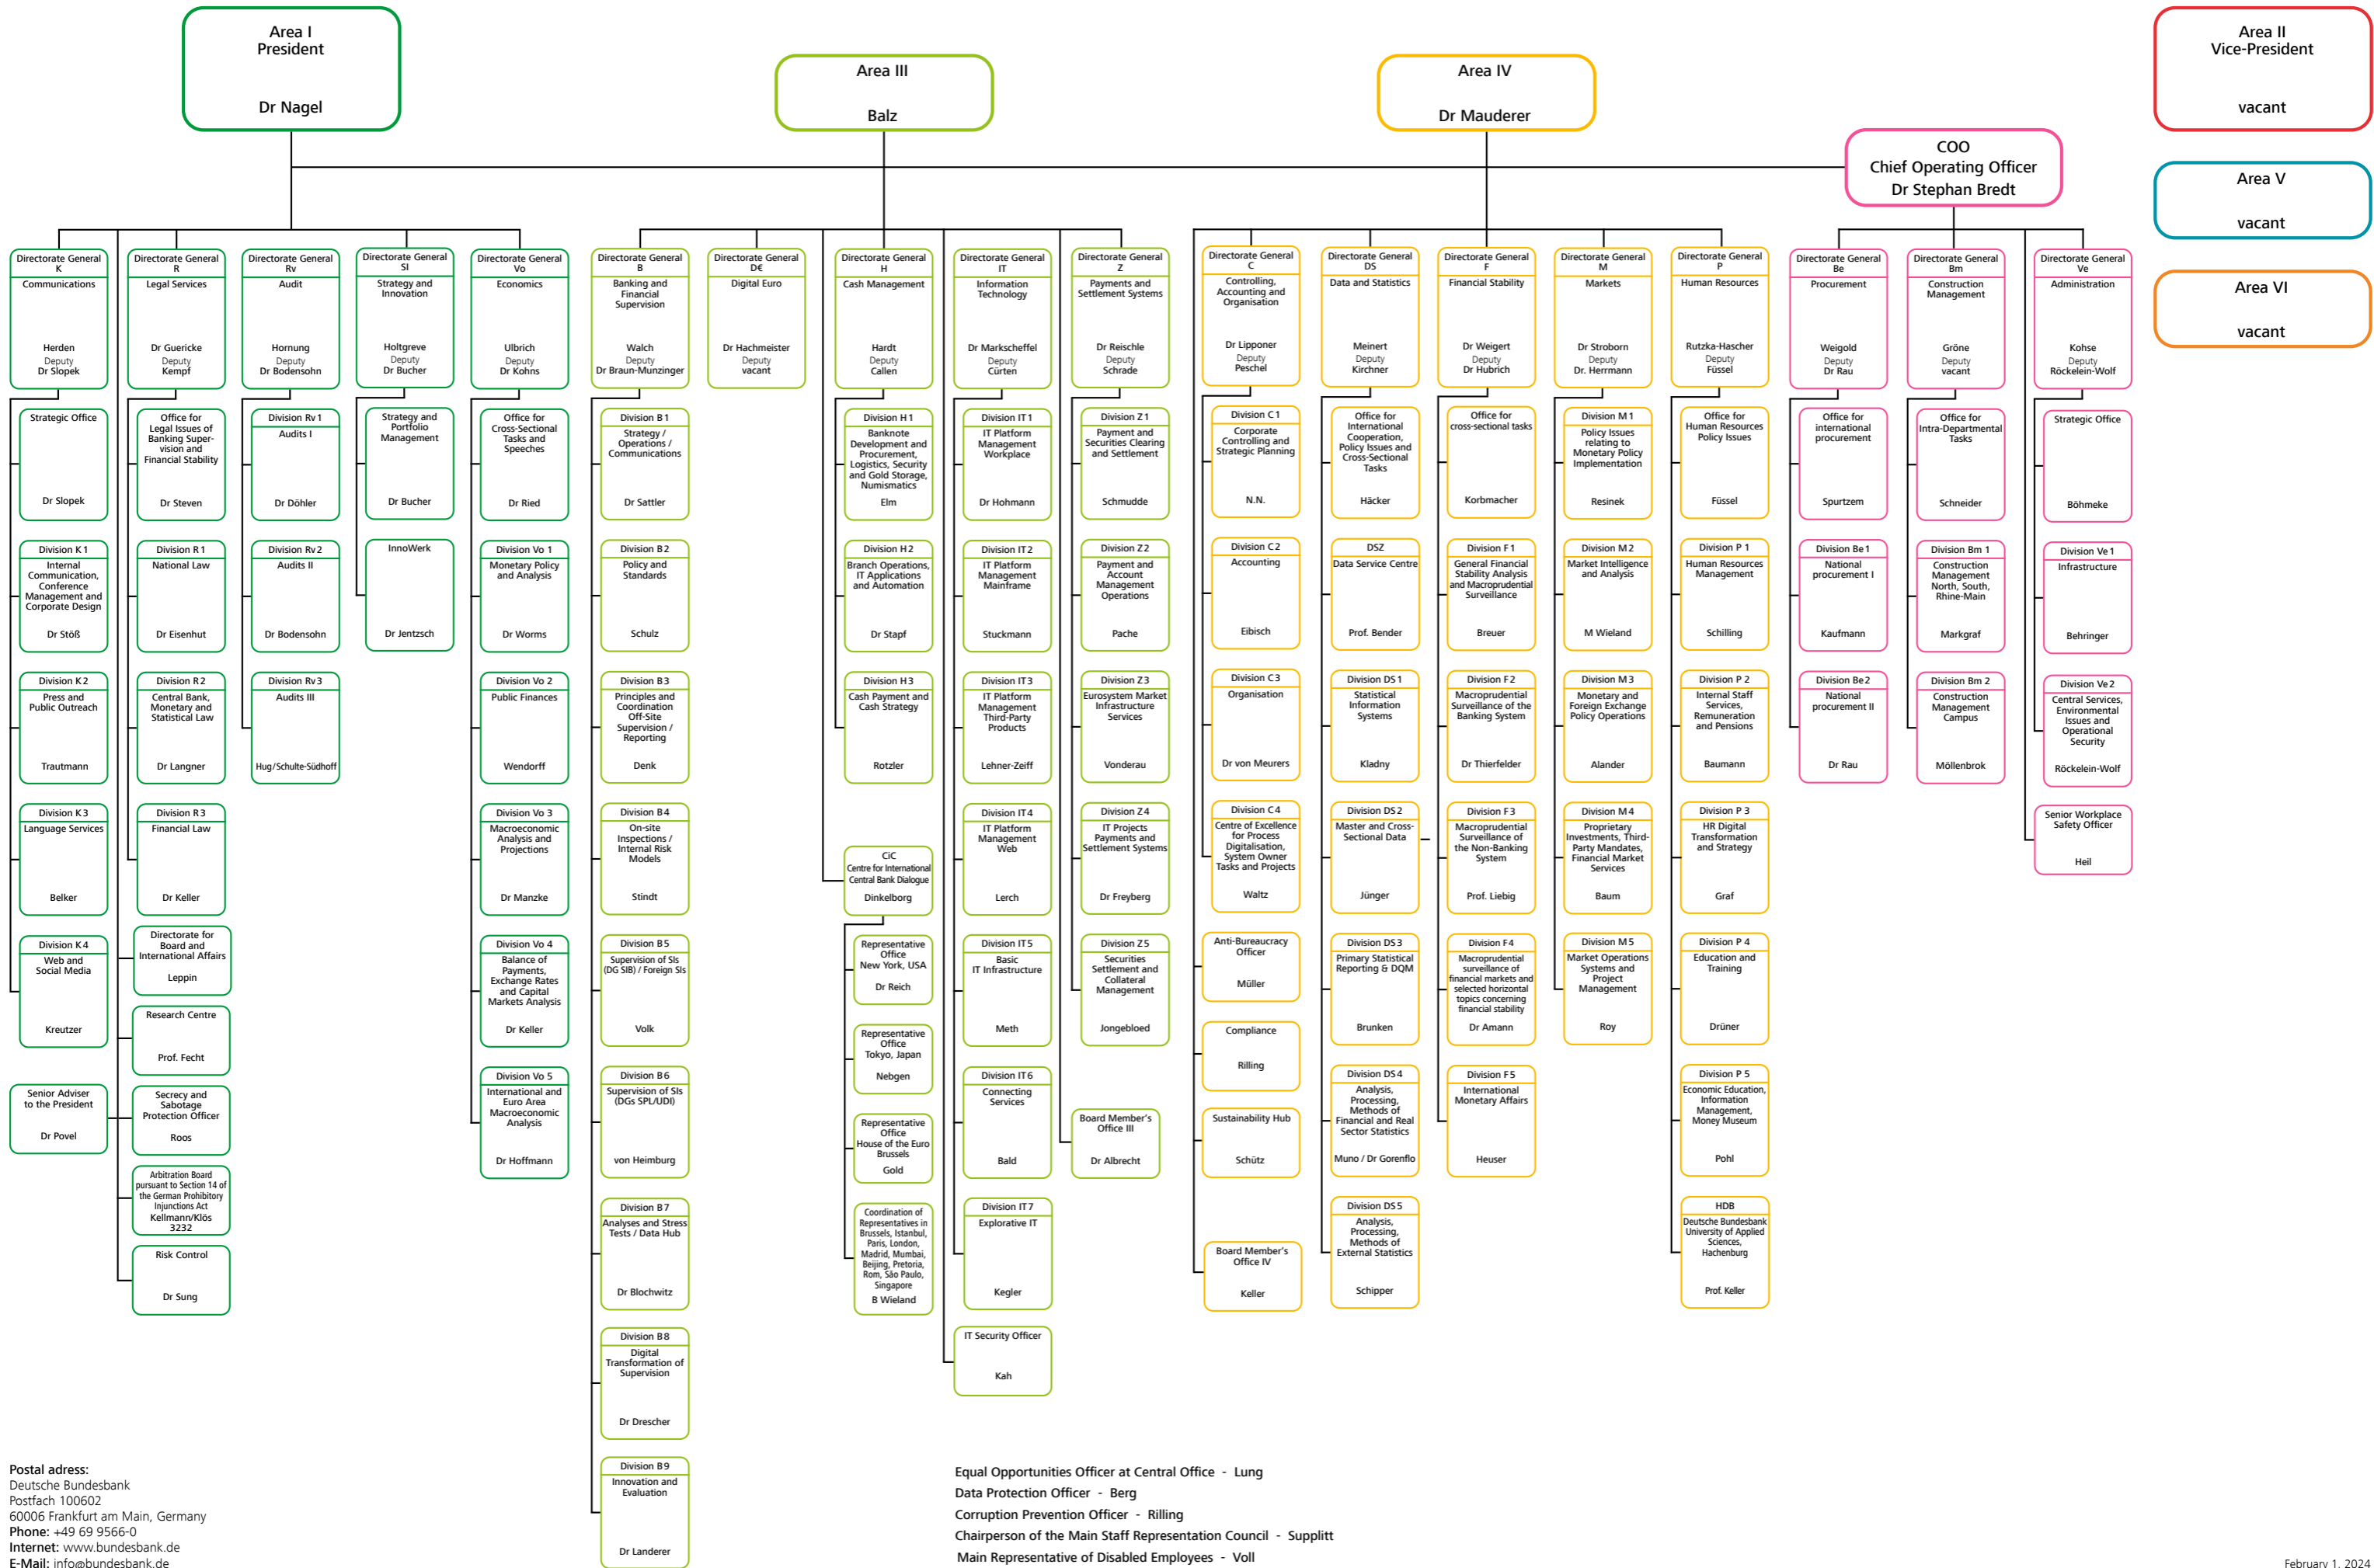 Area I
President
Dr Nagel
Area III
Balz
Area IV
Dr Mauderer
Area II
Vice-President
vacant
COO
Chief Operating Officer
Dr Stephan Bredt
Area V
vacant
Area VI
vacant
Directorate General
K
Communications
Herden
Deputy
Dr Slopek
Strategic Office
Dr Slopek
Division K 1
Internal
Communication,
Conference
Management and
Corporate Design
Dr Stöß
Division K 2
Press and
Public Outreach
Trautmann
Division K 3
Language Services
Belker
Division K 4
Web and
Social Media
Kreutzer
Senior Adviser
to the President
Dr Povel
Directorate General
R
Legal Services
Dr Guericke
Deputy
Kempf
Office for
Legal Issues of
Banking Super-
vision and
Financial Stability
Dr Steven
Division R 1
National Law
Dr Eisenhut
Division R 2
Central Bank,
Monetary and
Statistical Law
Dr Langner
Division R 3
Financial Law
Dr Keller
Directorate for
Board and
International Affairs
Leppin
Research Centre
Prof. Fecht
Secrecy and
Sabotage
Protection Officer
Roos
Arbitration Board
pursuant to Section 14 of
the German Prohibitory
Injunctions Act
Kellmann/Klös
3232
Risk Control
Dr Sung
Directorate General
Rv
Audit
Hornung
Deputy
Dr Bodensohn
Division Rv 1
Audits I
Dr Döhler
Division Rv 2
Audits II
Dr Bodensohn
Division Rv 3
Audits III
Hug/Schulte-Südhoff
Directorate General
SI
Strategy and
Innovation
Holtgreve
Deputy
Dr Bucher
Strategy and
Portfolio
Management
Dr Bucher
InnoWerk
Dr Jentzsch
Directorate General
Vo
Economics
Ulbrich
Deputy
Dr Kohns
Office for
Cross-Sectional
Tasks and
Speeches
Dr Ried
Division Vo 1
Monetary Policy
and Analysis
Dr Worms
Division Vo 2
Public Finances
Wendorff
Division Vo 3
Macroeconomic
Analysis and
Projections
Dr Manzke
Division Vo 4
Balance of
Payments,
Exchange Rates
and Capital
Markets Analysis
Dr Keller
Division Vo 5
International and
Euro Area
Macroeconomic
Analysis
Dr Hoffmann
Directorate General
B
Banking and
Financial
Supervision
Walch
Deputy
Dr Braun-Munzinger
Division B 1
Strategy /
Operations /
Communications
Dr Sattler
Division B 2
Policy and
Standards
Schulz
Division B 3
Principles and
Coordination
Off-Site
Supervision /
Reporting
Denk
Division B 4
On-site
Inspections /
Internal Risk
Models
Stindt
Division B 5
Supervision of SIs
(DG SIB) / Foreign SIs
Volk
Division B 6
Supervision of SIs
(DGs SPL/UDI)
von Heimburg
Division B 7
Analyses and Stress
Tests / Data Hub
Dr Blochwitz
Division B 8
Digital
Transformation of
Supervision
Dr Drescher
Division B 9
Innovation and
Evaluation
Dr Landerer
Directorate General
D€
Digital Euro
Dr Hachmeister
Deputy
vacant
Directorate General
H
Cash Management
Hardt
Deputy
Callen
Division H 1
Banknote
Development and
Procurement,
Logistics, Security
and Gold Storage,
Numismatics
Elm
Division H 2
Branch Operations,
IT Applications
and Automation
Dr Stapf
Division H 3
Cash Payment and
Cash Strategy
Rotzler
CiC
Centre for International
Central Bank Dialogue
Dinkelborg
Representative
Office
New York, USA
Dr Reich
Representative
Office
Tokyo, Japan
Nebgen
Representative
Office
House of the Euro
Brussels
Gold
Coordination of
Representatives in
Brussels, Istanbul,
Paris, London,
Madrid, Mumbai,
Beijing, Pretoria,
Rom, São Paulo,
Singapore
B Wieland
Directorate General
IT
Information
Technology
Dr Markscheffel
Deputy
Cürten
Division IT 1
IT Platform
Management
Workplace
Dr Hohmann
Division IT 2
IT Platform
Management
Mainframe
Stuckmann
Division IT 3
IT Platform
Management
Third-Party
Products
Lehner-Zeiff
Division IT 4
IT Platform
Management
Web
Lerch
Division IT 5
Basic
IT Infrastructure
Meth
Division IT 6
Connecting
Services
Bald
Division IT 7
Explorative IT
Kegler
IT Security Officer
Kah
Directorate General
Z
Payments and
Settlement Systems
Dr Reischle
Deputy
Schrade
Division Z 1
Payment and
Securities Clearing
and Settlement
Schmudde
Division Z 2
Payment and
Account
Management
Operations
Pache
Division Z 3
Eurosystem Market
Infrastructure
Services
Vonderau
Division Z 4
IT Projects
Payments and
Settlement Systems
Dr Freyberg
Division Z 5
Securities
Settlement and
Collateral
Management
Jongebloed
Board Member's
Office III
Dr Albrecht
Directorate General
C
Controlling,
Accounting and
Organisation
Dr Lipponer
Deputy
Peschel
Division C 1
Corporate
Controlling and
Strategic Planning
N.N.
Division C 2
Accounting
Eibisch
Division C 3
Organisation
Dr von Meurers
Division C 4
Centre of Excellence
for Process
Digitalisation,
System Owner
Tasks and Projects
Waltz
Anti-Bureaucracy
Officer
Müller
Compliance
Rilling
Sustainability Hub
Schütz
Board Member's
Office IV
Keller
Directorate General
DS
Data and Statistics
Meinert
Deputy
Kirchner
Office for
International
Cooperation,
Policy Issues and
Cross-Sectional
Tasks
Häcker
DSZ
Data Service Centre
Prof. Bender
Division DS 1
Statistical
Information
Systems
Kladny
Division DS 2
Master and Cross-
Sectional Data
Jünger
Division DS 3
Primary Statistical
Reporting & DQM
Brunken
Division DS 4
Analysis,
Processing,
Methods of
Financial and Real
Sector Statistics
Muno / Dr Gorenflo
Division DS 5
Analysis,
Processing,
Methods of
External Statistics
Schipper
Directorate General
F
Financial Stability
Dr Weigert
Deputy
Dr Hubrich
Office for
cross-sectional tasks
Korbmacher
Division F 1
General Financial
Stability Analysis
and Macroprudential
Surveillance
Breuer
Division F 2
Macroprudential
Surveillance of the
Banking System
Dr Thierfelder
Division F 3
Macroprudential
Surveillance of
the Non-Banking
System
Prof. Liebig
Division F 4
Macroprudential
surveillance of
financial markets and
selected horizontal
topics concerning
financial stability
Dr Amann
Division F 5
International
Monetary Affairs
Heuser
Directorate General
M
Markets
Dr Stroborn
Deputy
Dr. Herrmann
Division M 1
Policy Issues
relating to
Monetary Policy
Implementation
Resinek
Division M 2
Market Intelligence
and Analysis
M Wieland
Division M 3
Monetary and
Foreign Exchange
Policy Operations
Alander
Division M 4
Proprietary
Investments, Third-
Party Mandates,
Financial Market
Services
Baum
Division M 5
Market Operations
Systems and
Project
Management
Roy
Directorate General
P
Human Resources
Rutzka-Hascher
Deputy
Füssel
Office for
Human Resources
Policy Issues
Füssel
Division P 1
Human Resources
Management
Schilling
Division P 2
Internal Staff
Services,
Remuneration
and Pensions
Baumann
Division P 3
HR Digital
Transformation
and Strategy
Graf
Division P 4
Education and
Training
Drüner
Division P 5
Economic Education,
Information
Management,
Money Museum
Pohl
HDB
Deutsche Bundesbank
University of Applied
Sciences,
Hachenburg
Prof. Keller
Directorate General
Be
Procurement
Weigold
Deputy
Dr Rau
Office for
international
procurement
Spurtzem
Division Be 1
National
procurement I
Kaufmann
Division Be 2
National
procurement II
Dr Rau
Directorate General
Bm
Construction
Management
Gröne
Deputy
vacant
Office for
Intra-Departmental
Tasks
Schneider
Division Bm 1
Construction
Management
North, South,
Rhine-Main
Markgraf
Division Bm 2
Construction
Management
Campus
Möllenbrok
Directorate General
Ve
Administration
Kohse
Deputy
Röckelein-Wolf
Strategic Office
Böhmeke
Division Ve 1
Infrastructure
Behringer
Division Ve 2
Central Services,
Environmental
Issues and
Operational
Security
Röckelein-Wolf
Senior Workplace
Safety Officer
Heil
Postal adress:
Deutsche Bundesbank
Postfach 100602
60006 Frankfurt am Main, Germany
Phone: +49 69 9566-0
Internet: www.bundesbank.de
E-Mail: info@bundesbank.de
Equal Opportunities Officer at Central Office - Lung
Data Protection Officer - Berg
Corruption Prevention Officer - Rilling
Chairperson of the Main Staff Representation Council - Supplitt
Main Representative of Disabled Employees - Voll
February 1, 2024